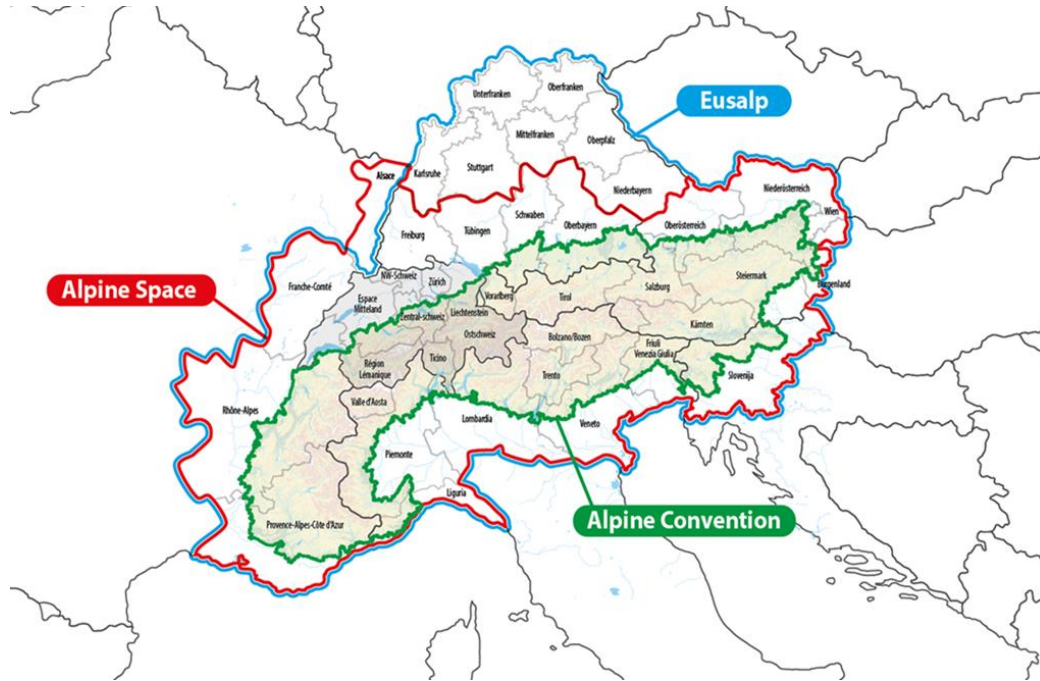 Unterfranken
Oberfranken
Eusalp
Mittelfranken
Oberpfalz
Alsace
Karlsruhe
Stuttgart
Niederbayern
Niederösterreich
Wien
Schwaben
Oberbayern
Oberösterreich
Freiburg
Tübingen
Alpine Space
Franche-Comté
NW-Schweiz
Zürich
Steiermark
Burgenland
Salzburg
Vorarlberg
Tirol
Espace
Mitteland
Zentral-schweiz
Liechtenstein
Ostschweiz
Kärnten
Bolzano/Bozen
Friuli
Venezia Giulia
Région
Lémanique
Ticino
Trento
Slovenija
Valle d'Aosta
Rhône-Alpes
Lombardia
Veneto
Piemonte
Liguria
Provence-Alpes-Côte d'Azur
Alpine Convention